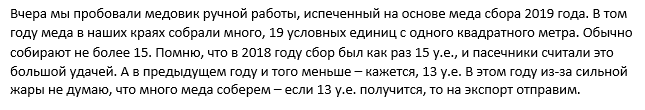 Вчера мы пробовали медовик ручной работы, испеченный на основе меда сбора 2019 года. В том
году меда в наших краях собрали много, 19 условных единиц с одного квадратного метра. Обычно
собирают не более 15. Помню, что в 2018 году сбор был как раз 15 у.е., и пасечники считали это
большой удачей. А в предыдущем году и того меньше – кажется, 13 у.е. В этом году из-за сильной
жары не думаю, что много меда соберем – если 13 у.е. получится, то на экспорт отправим.